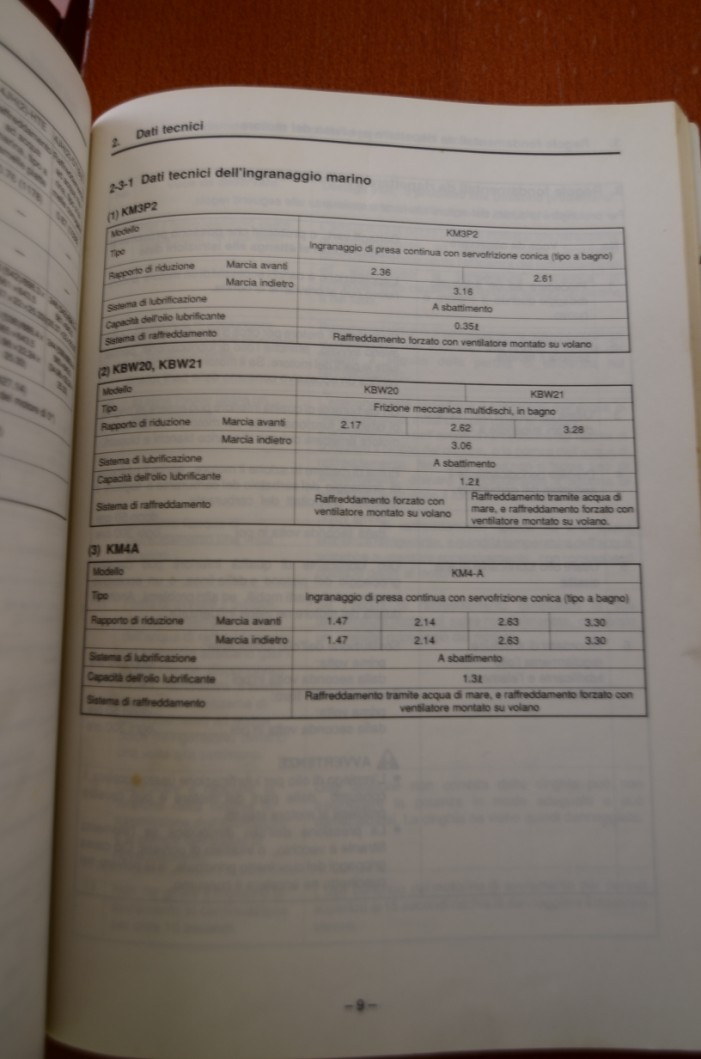 2. Dati tecnici
2-3-1 Dati tecnici dell'ingranaggio marino
(1) KM3P2
Modello KM3P2
Tipo Ingranaggio di presa continua con servofrizione conica (tipo a bagno)
Rapporto di riduzione Marcia avanti 2.36 2.61
Marcia indietro 3.16
Sistema di lubrificazione A sbattimento
Capacità dell'olio lubrificante 0.35ℓ
Sistema di raffreddamento Raffreddamento forzato con ventilatore montato su volano
(2) KBW20, KBW21
Modello KBW20 KBW21
Tipo Frizione meccanica multidischi, in bagno
Rapporto di riduzione Marcia avanti 2.17 2.62 3.28
Marcia indietro 3.06
Sistema di lubrificazione A sbattimento
Capacità dell'olio lubrificante 1.2ℓ
Sistema di raffreddamento Raffreddamento forzato con
ventilatore montato su volano
Raffreddamento tramite acqua di
mare, e raffreddamento forzato con
ventilatore montato su volano.
(3) KM4A
Modello KM4-A
Tipo Ingranaggio di presa continua con servofrizione conica (tipo a bagno)
Rapporto di riduzione Marcia avanti 1.47 2.14 2.63 3.30
Marcia indietro 1.47 2.14 2.63 3.30
Sistema di lubrificazione A sbattimento
Capacità dell'olio lubrificante 1.3ℓ
Sistema di raffreddamento Raffreddamento tramite acqua di mare, e raffreddamento forzato con
ventilatore montato su volano
–9–